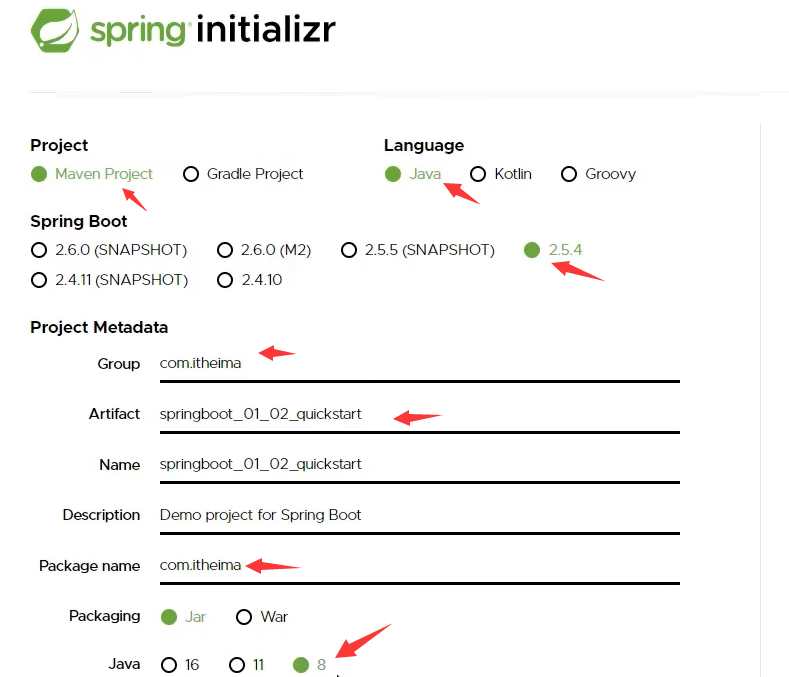 spring initializr
Project
Language
Maven Project Gradle Project
Java Kotlin Groovy
Spring Boot
2.6.0 (SNAPSHOT) 2.6.0 (M2) 2.5.5 (SNAPSHOT) 2.5.4
2.4.11 (SNAPSHOT) 2.4.10
Project Metadata
Group com.itheima
Artifact springboot_01_02_quickstart
Name springboot_01_02_quickstart
Description Demo project for Spring Boot
Package name com.itheima
Packaging Jar War
Java 16 11 8